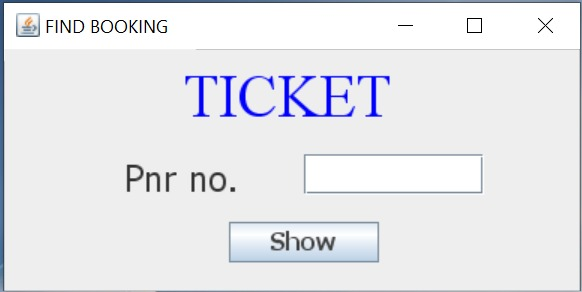 FIND BOOKING
TICKET
Pnr no.
Show